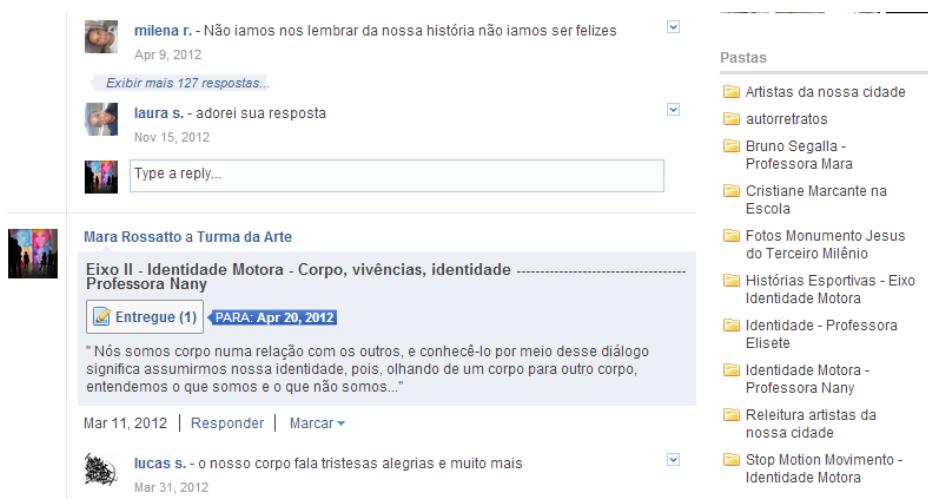 milena r. - Não iamos nos lembrar da nossa história não iamos ser felizes
Apr 9, 2012
Exibir mais 127 respostas...
laura s. - adorei sua resposta
Nov 15, 2012
Type a reply...
Mara Rossatto a Turma da Arte
Eixo II - Identidade Motora - Corpo, vivências, identidade --------------------------------------
Professora Nany
Entregue (1) PARA: Apr 20, 2012
" Nós somos corpo numa relação com os outros, e conhecê-lo por meio desse diálogo
significa assumirmos nossa identidade, pois, olhando de um corpo para outro corpo,
entendemos o que somos e o que não somos..."
Mar 11, 2012 | Responder | Marcar
lucas s. - o nosso corpo fala tristesas alegrias e muito mais
Mar 31, 2012
Pastas
Artistas da nossa cidade
autorretratos
Bruno Segalla -
Professora Mara
Cristiane Marcante na
Escola
Fotos Monumento Jesus
do Terceiro Milênio
Histórias Esportivas - Eixo
Identidade Motora
Identidade - Professora
Elisete
Identidade Motora -
Professora Nany
Releitura artistas da
nossa cidade
Stop Motion Movimento -
Identidade Motora